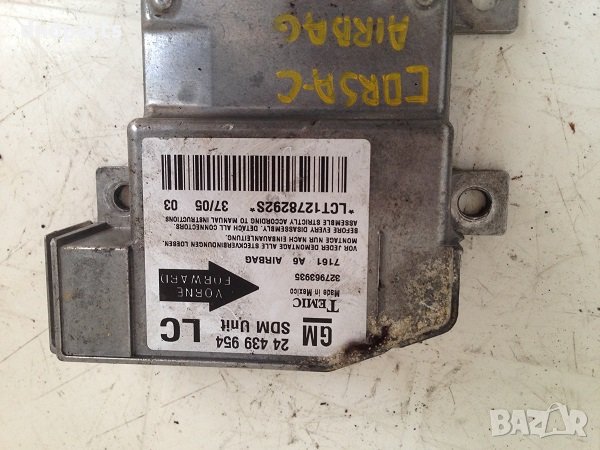 CORSA-C
AIRBAG
GM
24 439 954
SDM Unit
LC
TEMIC
Made in Mexico
327963935
7161 A6 AIRBAG
VORNE
FORWARD
VOR JEDER DEMONTAGE ALLE STECKVERBINDUNGEN LOESEN.
MONTAGE NUR NACH EINBAUANLEITUNG.
BEFORE EVERY DISASSEMBLY, DETACH ALL CONNECTORS.
ASSEMBLE STRICTLY ACCORDING TO MANUAL INSTRUCTIONS
*LCT1278292S* 37/05 03
BAZAR